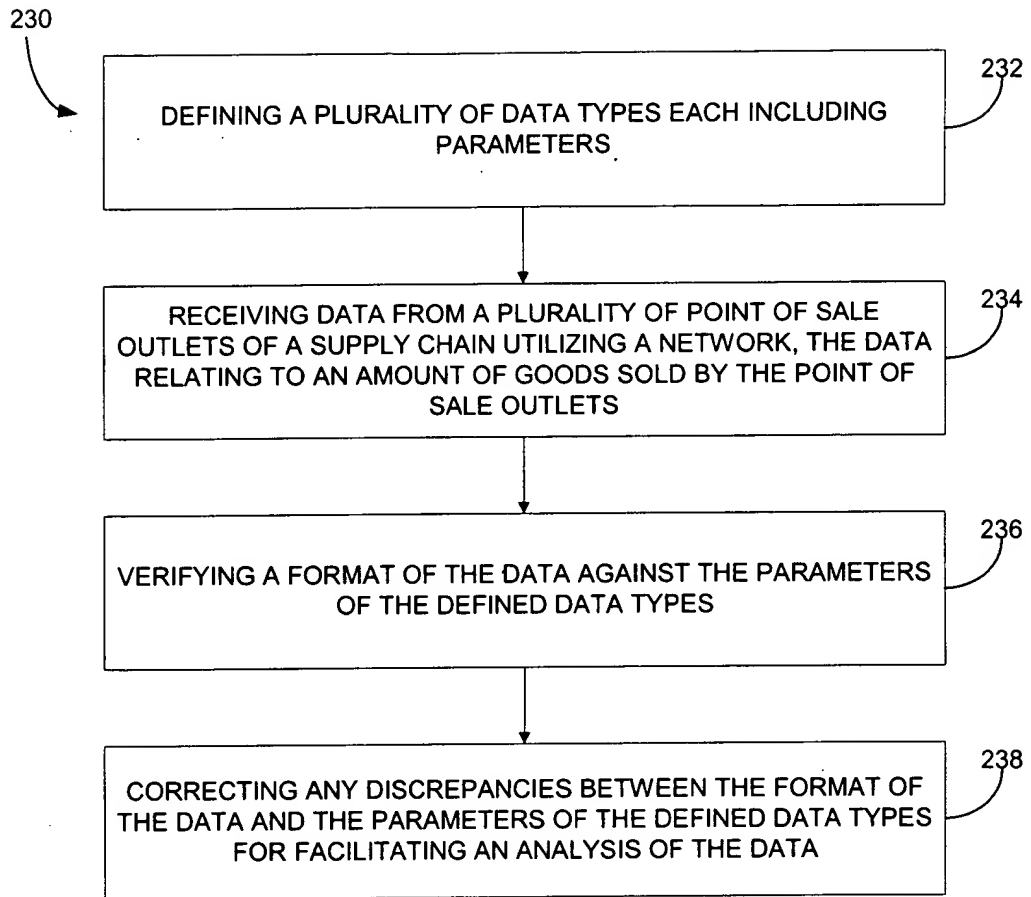 230
232
DEFINING A PLURALITY OF DATA TYPES EACH INCLUDING
PARAMETERS
234
RECEIVING DATA FROM A PLURALITY OF POINT OF SALE
OUTLETS OF A SUPPLY CHAIN UTILIZING A NETWORK, THE DATA
RELATING TO AN AMOUNT OF GOODS SOLD BY THE POINT OF
SALE OUTLETS
236
VERIFYING A FORMAT OF THE DATA AGAINST THE PARAMETERS
OF THE DEFINED DATA TYPES
238
CORRECTING ANY DISCREPANCIES BETWEEN THE FORMAT OF
THE DATA AND THE PARAMETERS OF THE DEFINED DATA TYPES
FOR FACILITATING AN ANALYSIS OF THE DATA